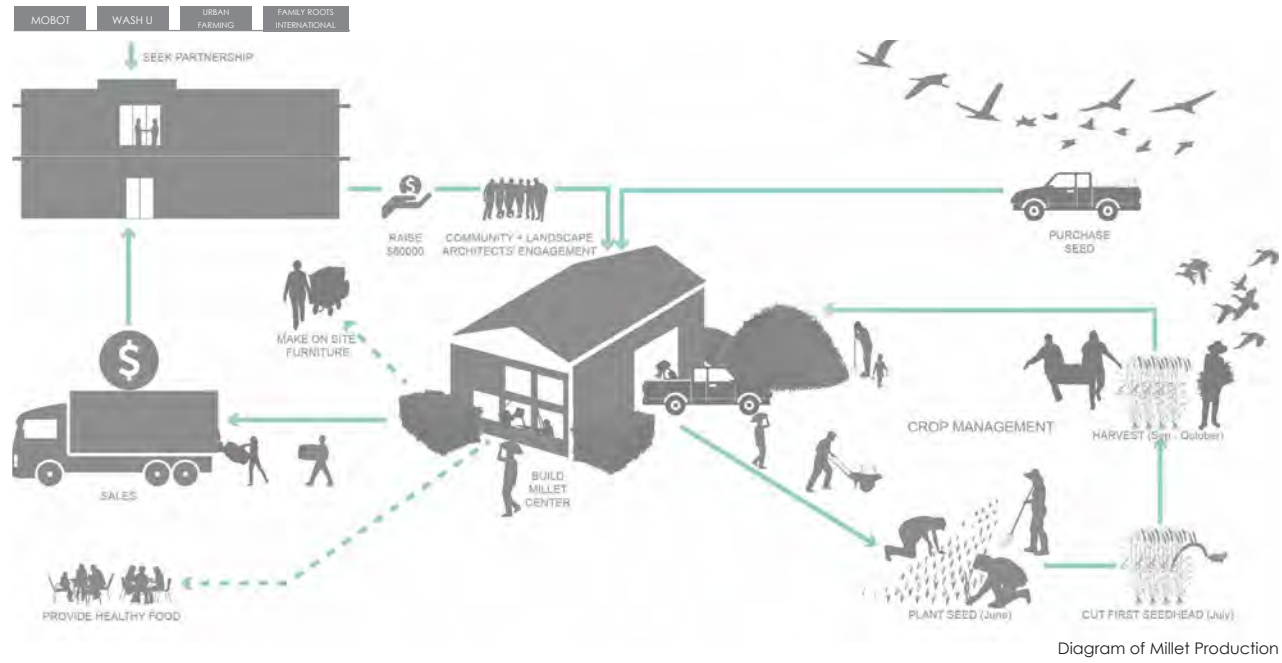 MOBOT
WASH U
URBAN
FARMING
FAMILY ROOTS
INTERNATIONAL
SEEK PARTNERSHIP
RAISE
$60000
COMMUNITY + LANDSCAPE
ARCHITECTS' ENGAGEMENT
PURCHASE
SEED
MAKE ON SITE
FURNITURE
CROP MANAGEMENT
HARVEST (Sep - October)
SALES
BUILD
MILLET
CENTER
PROVIDE HEALTHY FOOD
PLANT SEED (June)
CUT FIRST SEEDHEAD (July)
Diagram of Millet Production